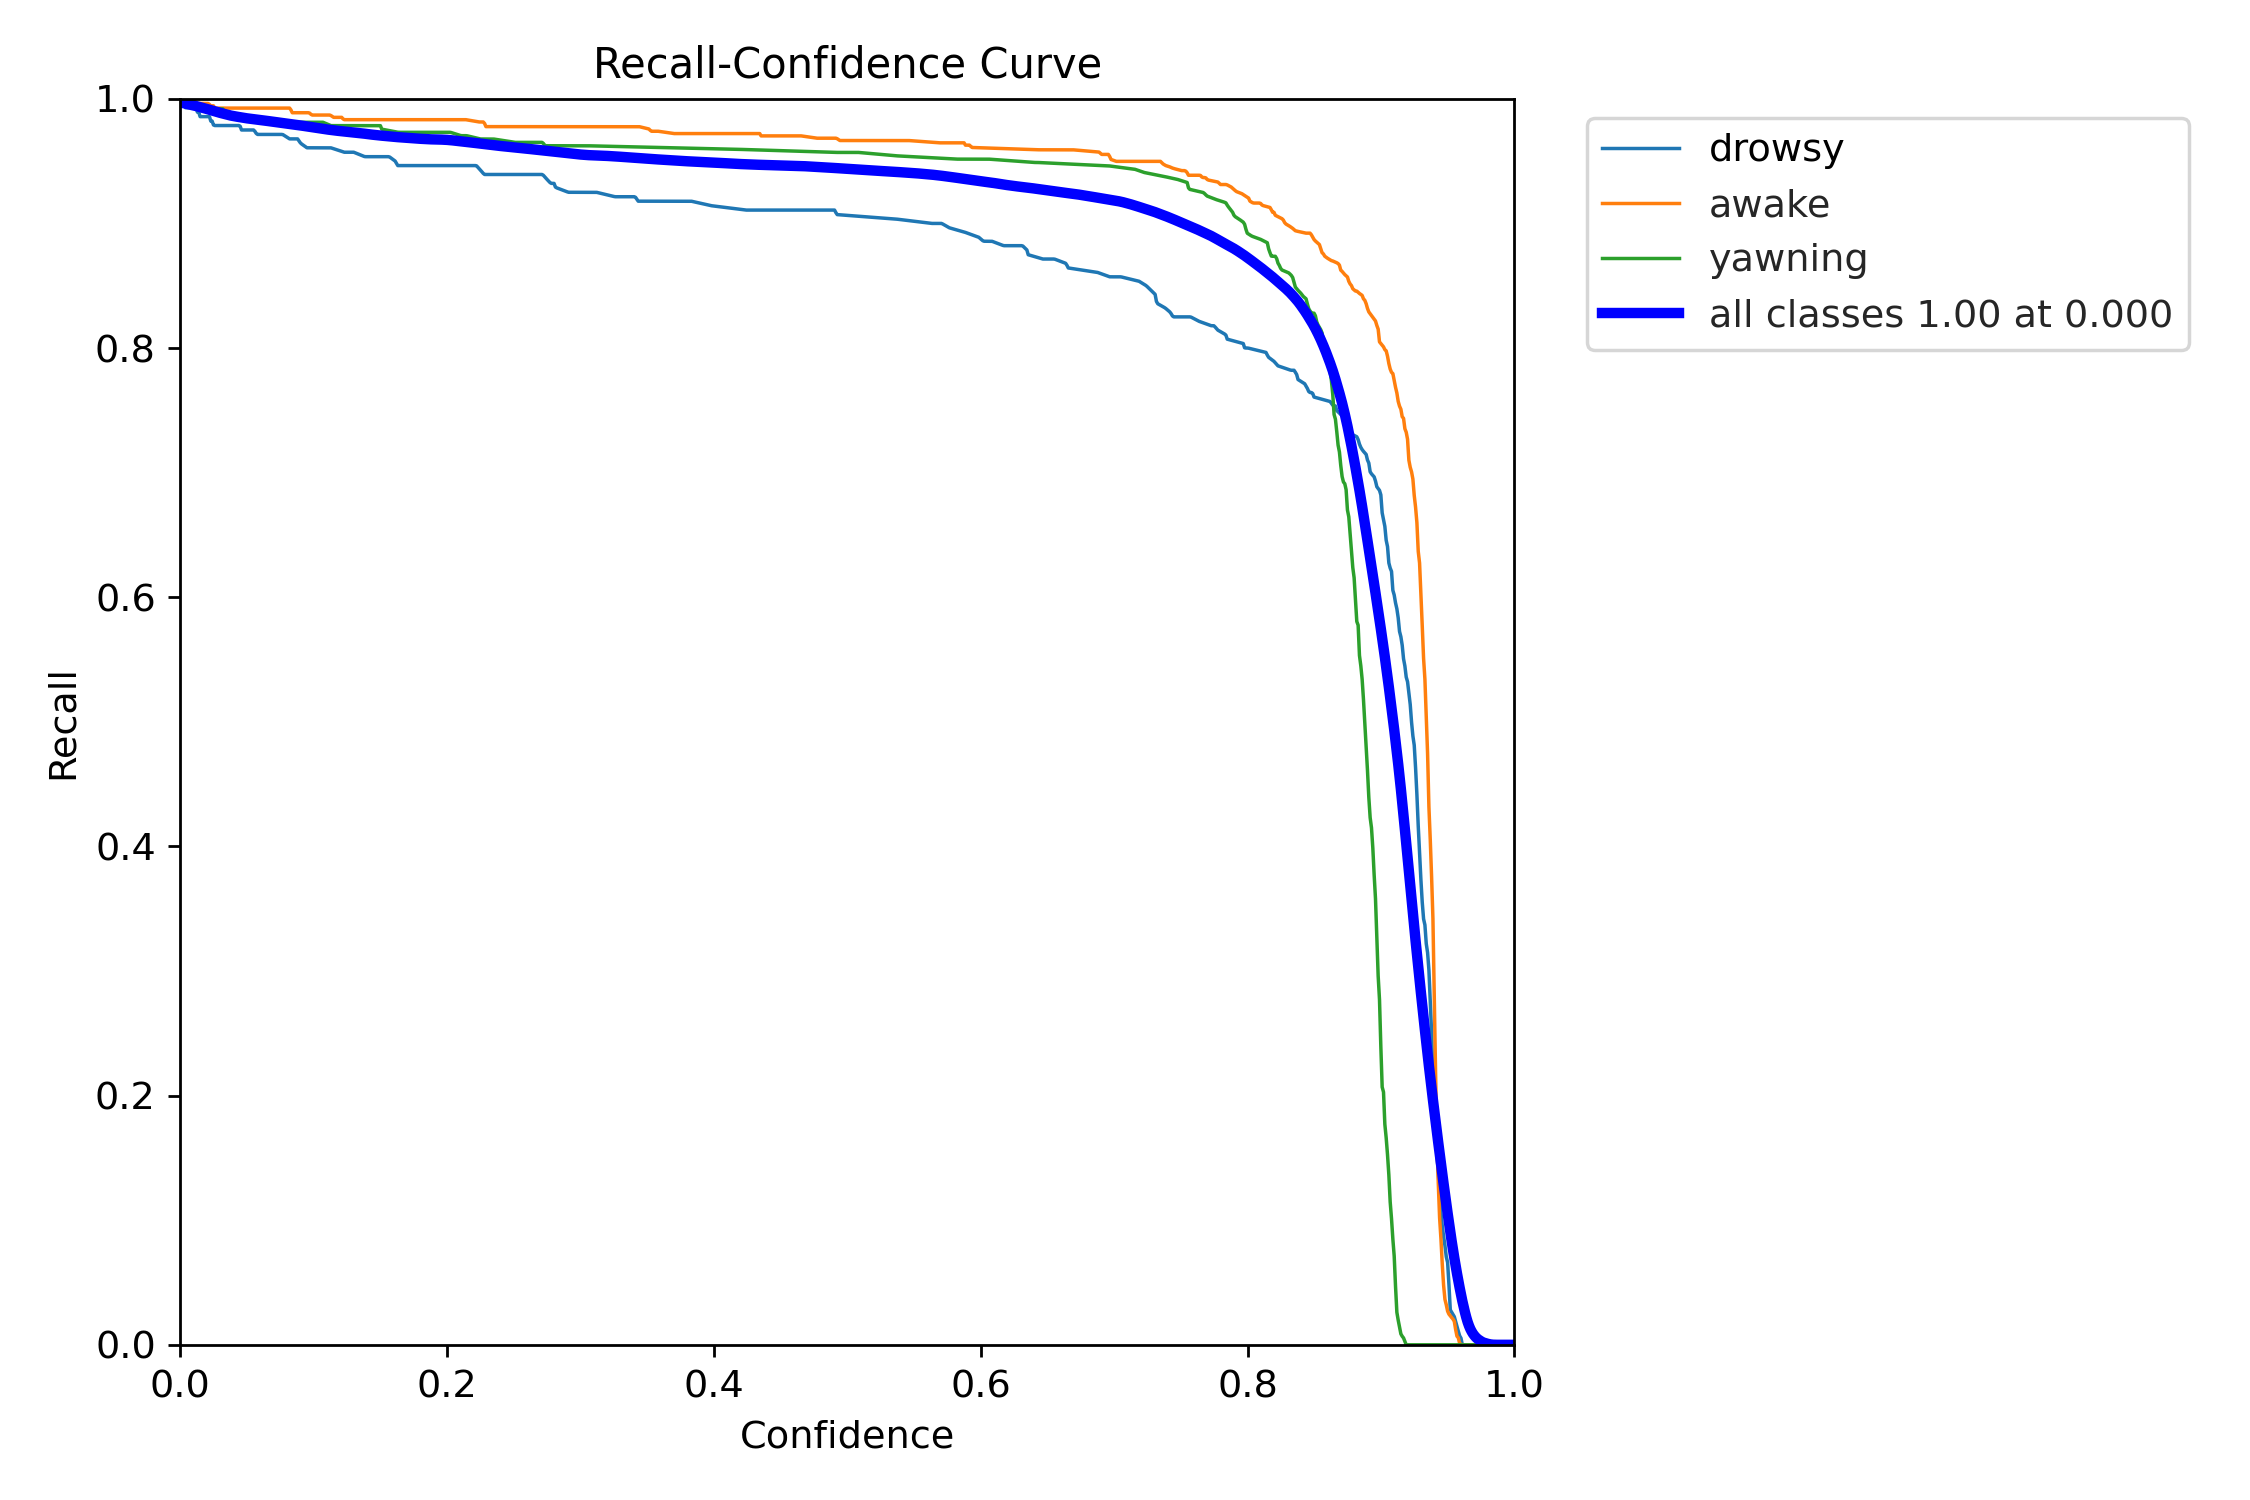 Recall-Confidence Curve
1.0
0.8
0.6
0.4
0.2
0.0
Recall
0.0 0.2 0.4 0.6 0.8 1.0
Confidence
drowsy
awake
yawning
all classes 1.00 at 0.000